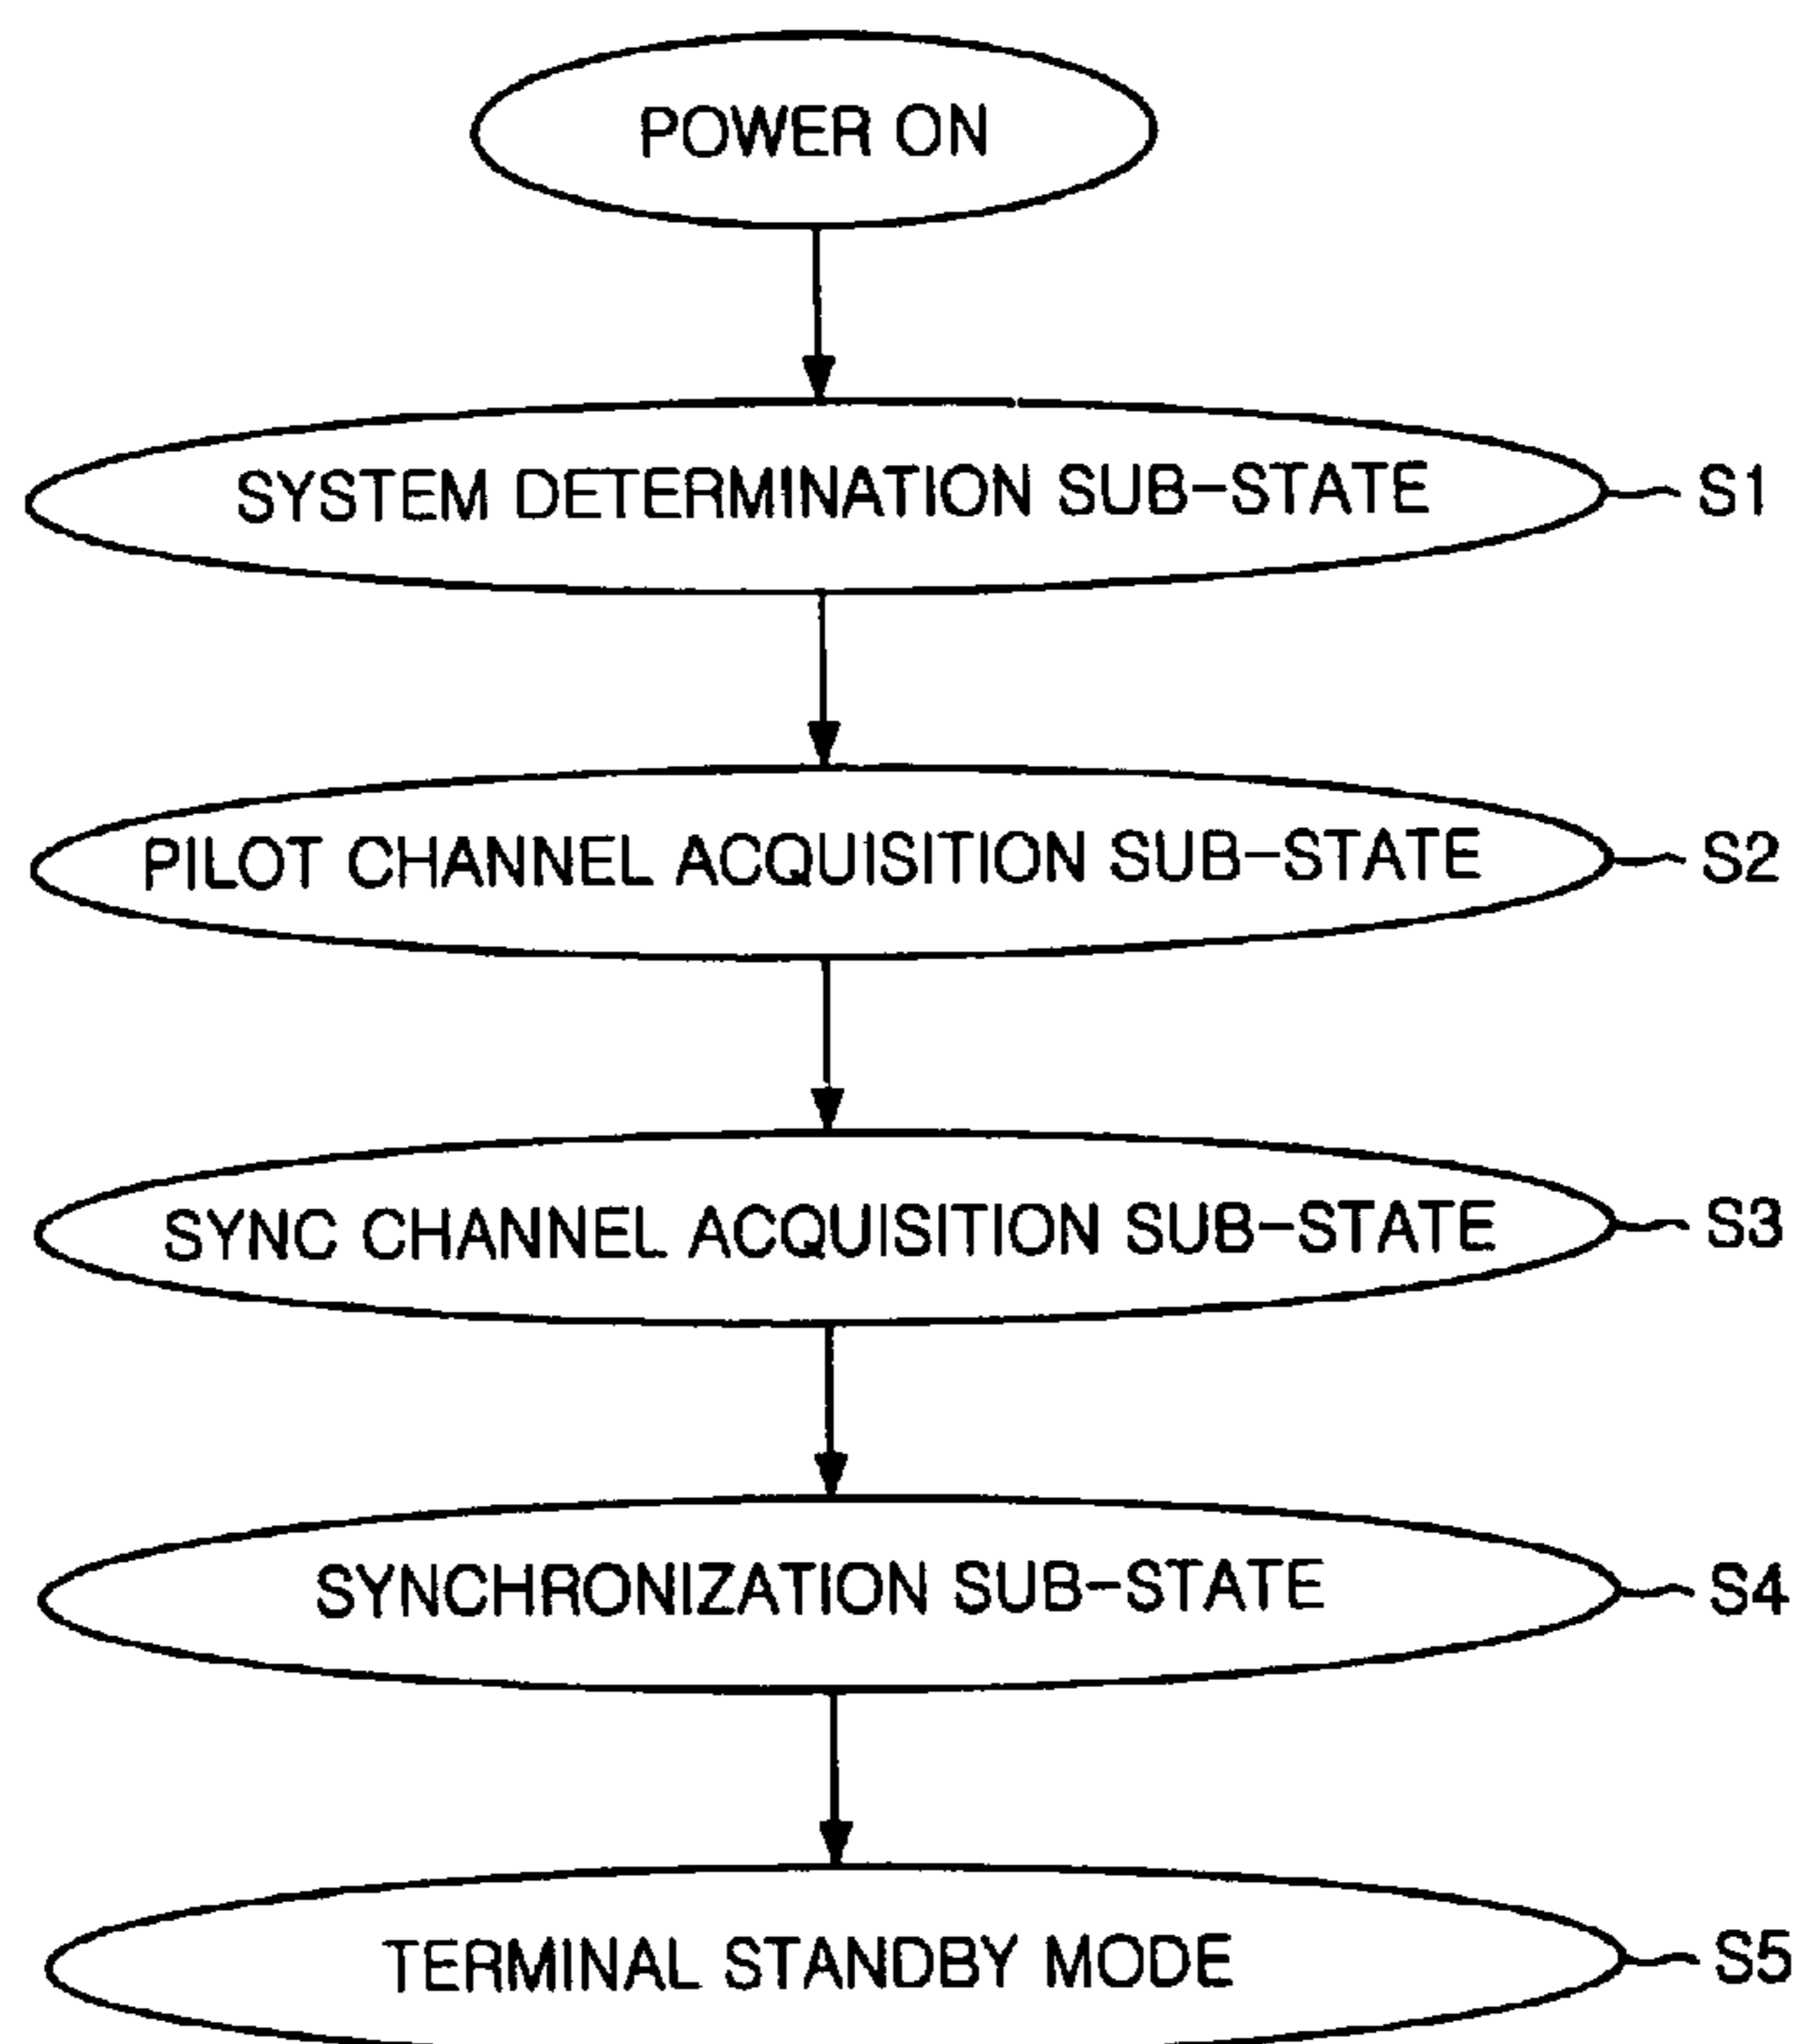 POWER ON
SYSTEM DETERMINATION SUB-STATE S1
PILOT CHANNEL ACQUISITION SUB-STATE S2
SYNC CHANNEL ACQUISITION SUB-STATE S3
SYNCHRONIZATION SUB-STATE S4
TERMINAL STANDBY MODE S5